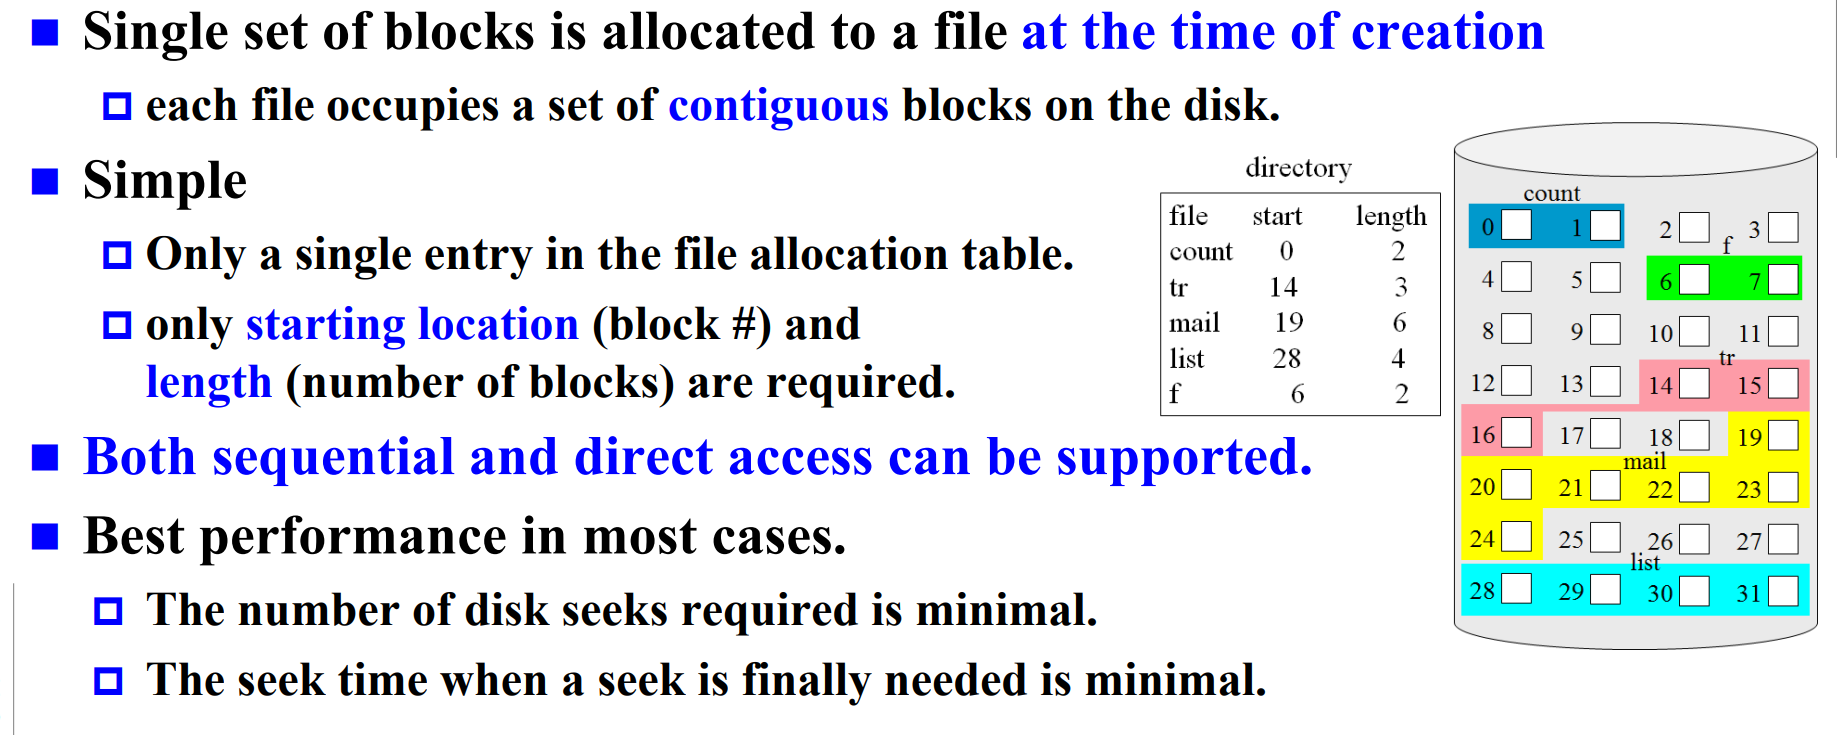 Single set of blocks is allocated to a file at the time of creation
each file occupies a set of contiguous blocks on the disk.
Simple
Only a single entry in the file allocation table.
only starting location (block #) and
length (number of blocks) are required.
Both sequential and direct access can be supported.
Best performance in most cases.
The number of disk seeks required is minimal.
The seek time when a seek is finally needed is minimal.
directory
file start length
count 0 2
tr 14 3
mail 19 6
list 28 4
f 6 2
count
0 1 2 3
f
4 5 6 7
8 9 10 11
tr
12 13 14 15
16 17 18 19
mail
20 21 22 23
24 25 26 27
list
28 29 30 31